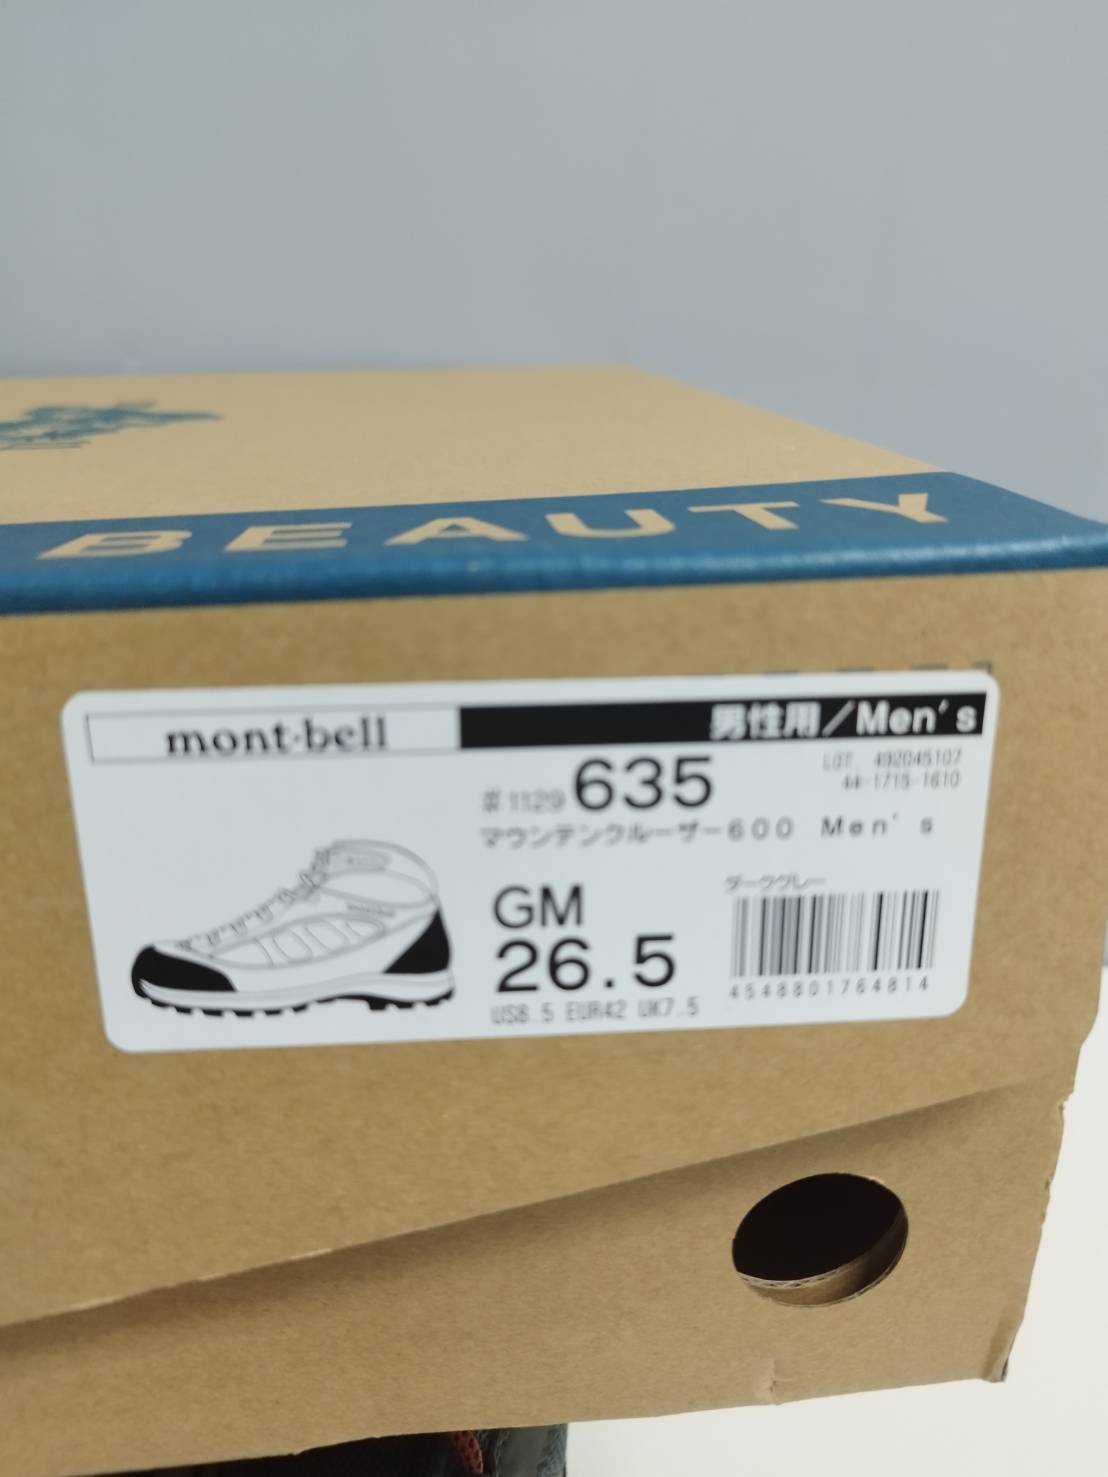 BEAUTY
mont-bell
男性用/Men's
#1129 635
LOT. 492045107
44-1715-1610
マウンテンクルーザー600 Men's
GM
ダークグレー
26.5
4548801764814
US8.5 EUR42 UK7.5